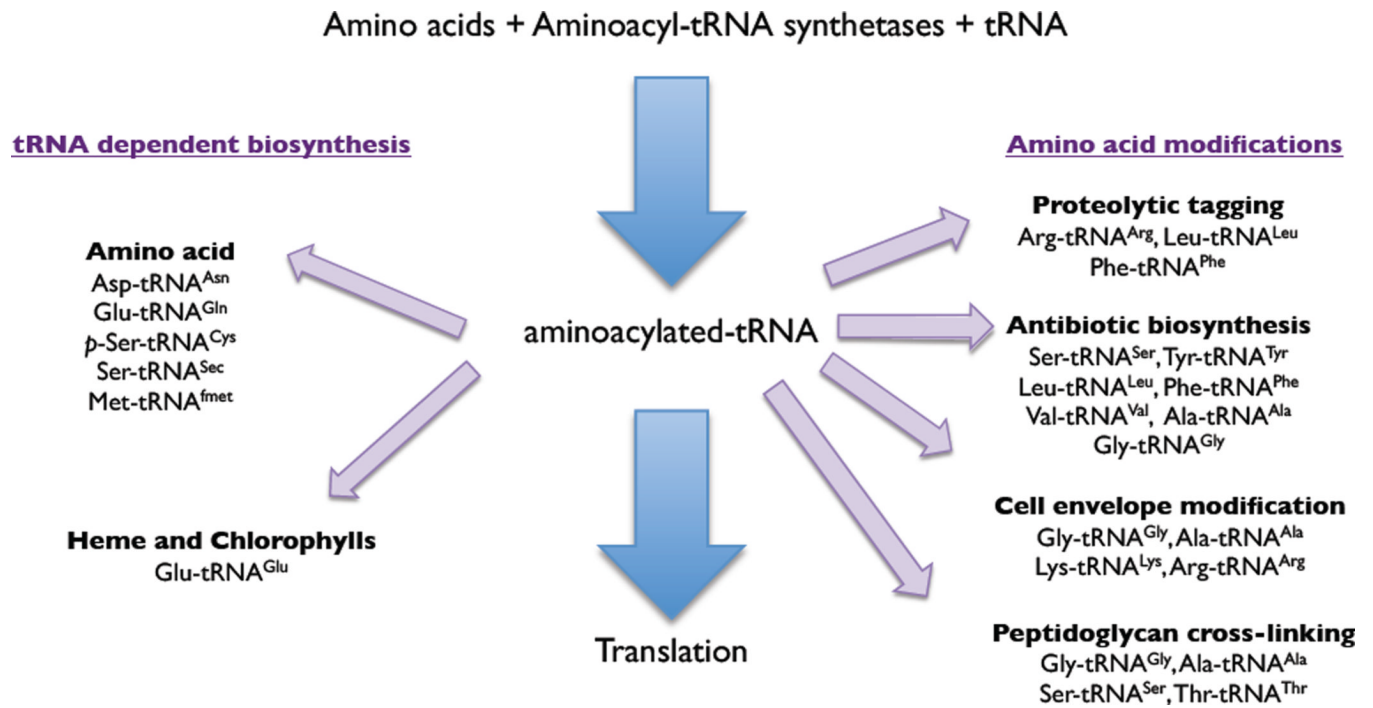 Amino acids + Aminoacyl-tRNA synthetases + tRNA
tRNA dependent biosynthesis
Amino acid
Asp-tRNAAsn
Glu-tRNAGln
p-Ser-tRNACys
Ser-tRNASec
Met-tRNAfmet
Heme and Chlorophylls
Glu-tRNAGlu
aminoacylated-tRNA
Translation
Amino acid modifications
Proteolytic tagging
Arg-tRNAArg, Leu-tRNALeu
Phe-tRNAPhe
Antibiotic biosynthesis
Ser-tRNASer, Tyr-tRNATyr
Leu-tRNALeu, Phe-tRNAPhe
Val-tRNAVal, Ala-tRNAAla
Gly-tRNAGly
Cell envelope modification
Gly-tRNAGly, Ala-tRNAAla
Lys-tRNALys, Arg-tRNAArg
Peptidoglycan cross-linking
Gly-tRNAGly, Ala-tRNAAla
Ser-tRNASer, Thr-tRNAThr